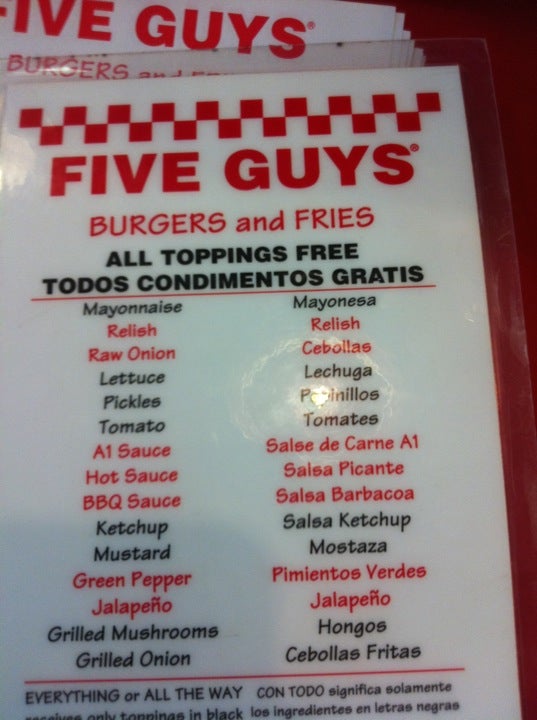 FIVE GUYS®
BURGERS and
FIVE GUYS®
BURGERS and FRIES
ALL TOPPINGS FREE
TODOS CONDIMENTOS GRATIS
Mayonnaise Mayonesa
Relish Relish
Raw Onion Cebollas
Lettuce Lechuga
Pickles Pepinillos
Tomato Tomates
A1 Sauce Salse de Carne A1
Hot Sauce Salsa Picante
BBQ Sauce Salsa Barbacoa
Ketchup Salsa Ketchup
Mustard Mostaza
Green Pepper Pimientos Verdes
Jalapeño Jalapeño
Grilled Mushrooms Hongos
Grilled Onion Cebollas Fritas
EVERYTHING or ALL THE WAY CON TODO significa solamente
receives only toppings in black los ingredientes en letras negras